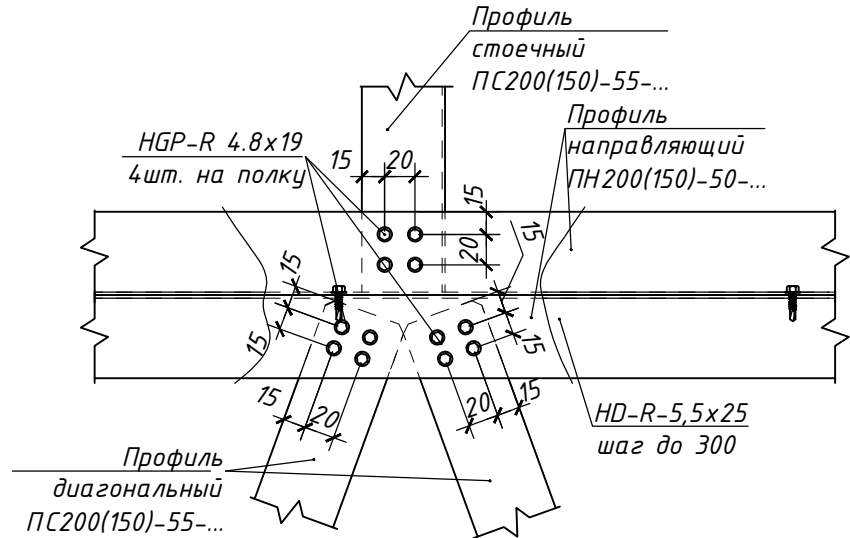 Профиль
стоечный
ПС200(150)-55-...
HGP-R 4.8x19
4шт. на полку
Профиль
направляющий
ПН200(150)-50-...
15
20
15
20
15
15
15
15
15
20
20
15
HD-R-5,5x25
шаг до 300
Профиль
диагональный
ПС200(150)-55-...